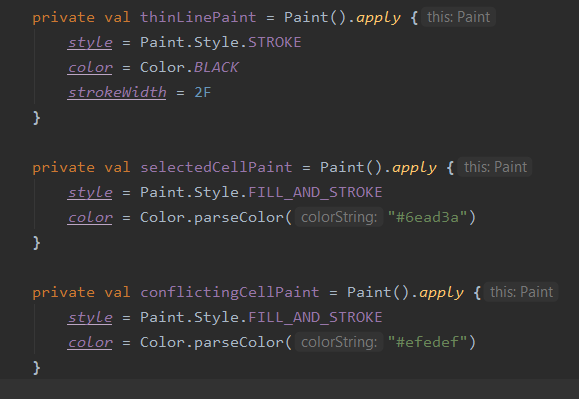 private val thinLinePaint = Paint().apply { this: Paint
style = Paint.Style.STROKE
color = Color.BLACK
strokeWidth = 2F
}
private val selectedCellPaint = Paint().apply { this: Paint
style = Paint.Style.FILL_AND_STROKE
color = Color.parseColor( colorString: "#6ead3a")
}
private val conflictingCellPaint = Paint().apply { this: Paint
style = Paint.Style.FILL_AND_STROKE
color = Color.parseColor( colorString: "#efedef")
}